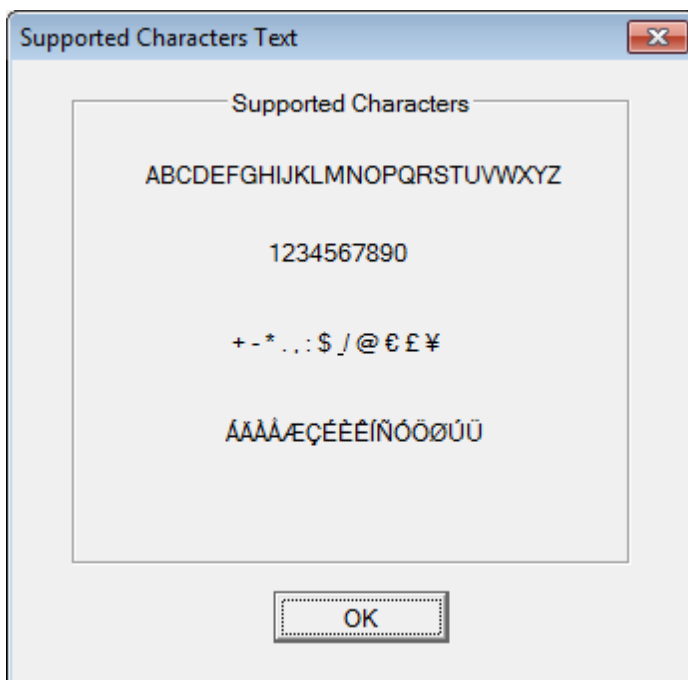 Supported Characters Text
Supported Characters
ABCDEFGHIJKLMNOPQRSTUVWXYZ
1234567890
+ - * . , : $ _/ @ € £ ¥
ÁÄÀÅÆÇÉÈÊÍÑÓÖØÚÜ
OK